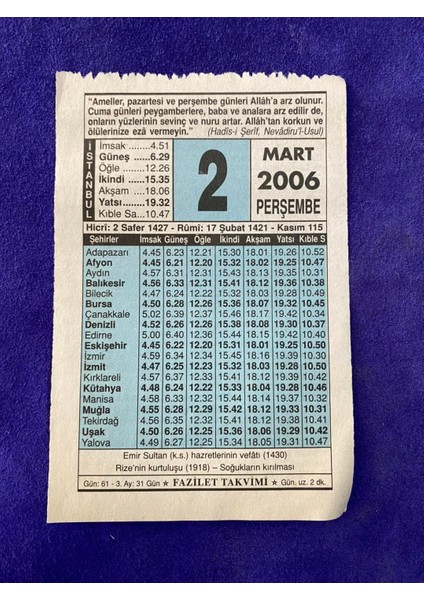 "Ameller, pazartesi ve perşembe günleri Allâh'a arz olunur.
Cuma günleri peygamberlere, baba ve analara arz edilir de,
onların yüzlerinin sevinç ve nuru artar. Allâh'tan korkun ve
ölülerinize ezâ vermeyin." (Hadîs-i Şerîf, Nevâdiru'l-Usul)
İSTANBUL
İmsak ........4.51
Güneş ......6.29
Öğle ........12.26
İkindi ......15.35
Akşam .....18.06
Yatsı........19.32
Kıble Sa...10.47
2
MART
2006
PERŞEMBE
Hicrî: 2 Safer 1427 - Rûmî: 17 Şubat 1421 - Kasım 115
Şehirler İmsak Güneş Öğle İkindi Akşam Yatsı Kıble S
Adapazarı 4.45 6.23 12.21 15.30 18.01 19.26 10.52
Afyon 4.45 6.21 12.20 15.32 18.02 19.25 10.47
Aydın 4.57 6.31 12.31 15.43 18.13 19.35 10.34
Balıkesir 4.56 6.33 12.31 15.41 18.12 19.36 10.38
Bilecik 4.47 6.24 12.22 15.32 18.03 19.28 10.49
Bursa 4.50 6.28 12.26 15.36 18.07 19.32 10.45
Çanakkale 5.02 6.39 12.37 15.46 18.17 19.42 10.34
Denizli 4.52 6.26 12.26 15.38 18.08 19.30 10.37
Edirne 5.00 6.40 12.36 15.44 18.15 19.42 10.40
Eskişehir 4.45 6.22 12.20 15.31 18.01 19.25 10.50
İzmir 4.59 6.34 12.34 15.45 18.16 19.39 10.30
İzmit 4.47 6.25 12.23 15.32 18.03 19.28 10.50
Kırklareli 4.57 6.37 12.33 15.41 18.12 19.39 10.42
Kütahya 4.48 6.24 12.22 15.33 18.04 19.28 10.46
Manisa 4.58 6.33 12.32 15.44 18.14 19.38 10.32
Muğla 4.55 6.28 12.29 15.42 18.12 19.33 10.31
Tekirdağ 4.56 6.35 12.32 15.41 18.12 19.38 10.41
Uşak 4.50 6.26 12.25 15.36 18.06 19.29 10.42
Yalova 4.49 6.27 12.25 15.34 18.05 19.31 10.47
Emir Sultan (k.s.) hazretlerinin vefâtı (1430)
Rize'nin kurtuluşu (1918) – Soğukların kırılması
Gün: 61 - 3. Ay: 31 Gün ★ FAZİLET TAKVİMİ ★ Gün. uz. 2 dk.